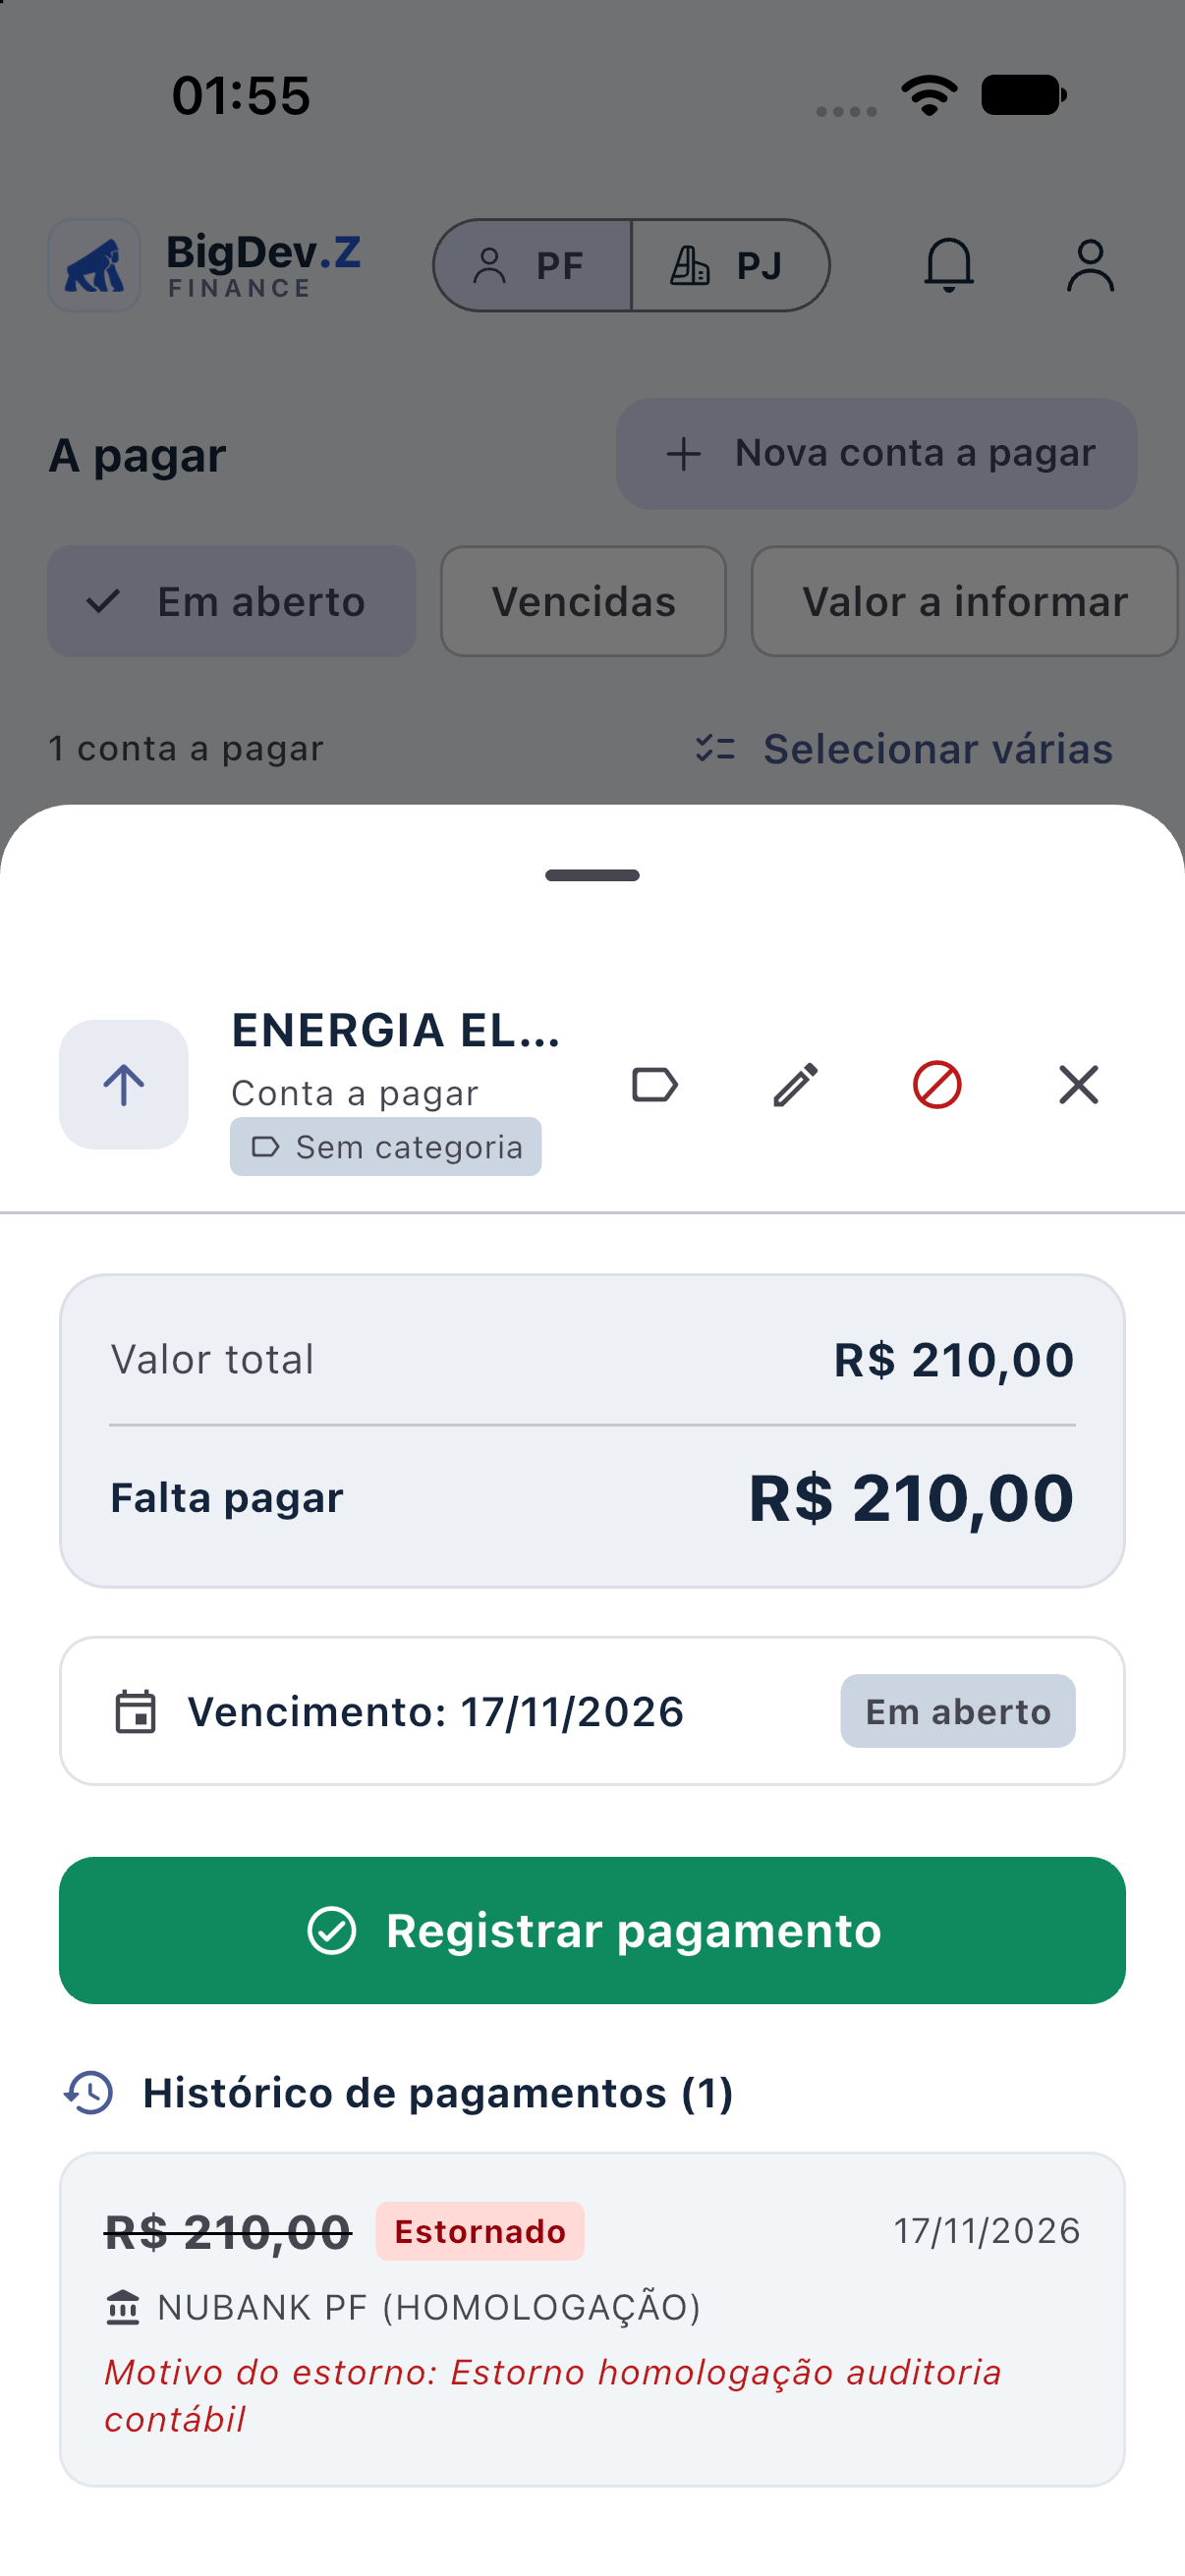 01:55
BigDev.Z
FINANCE
PF
PJ
A pagar
Nova conta a pagar
Em aberto
Vencidas
Valor a informar
1 conta a pagar
Selecionar várias
ENERGIA EL...
Conta a pagar
Sem categoria
Valor total
R$ 210,00
Falta pagar
R$ 210,00
Vencimento: 17/11/2026
Em aberto
Registrar pagamento
Histórico de pagamentos (1)
R$ 210,00
Estornado
17/11/2026
NUBANK PF (HOMOLOGAÇÃO)
Motivo do estorno: Estorno homologação auditoria
contábil